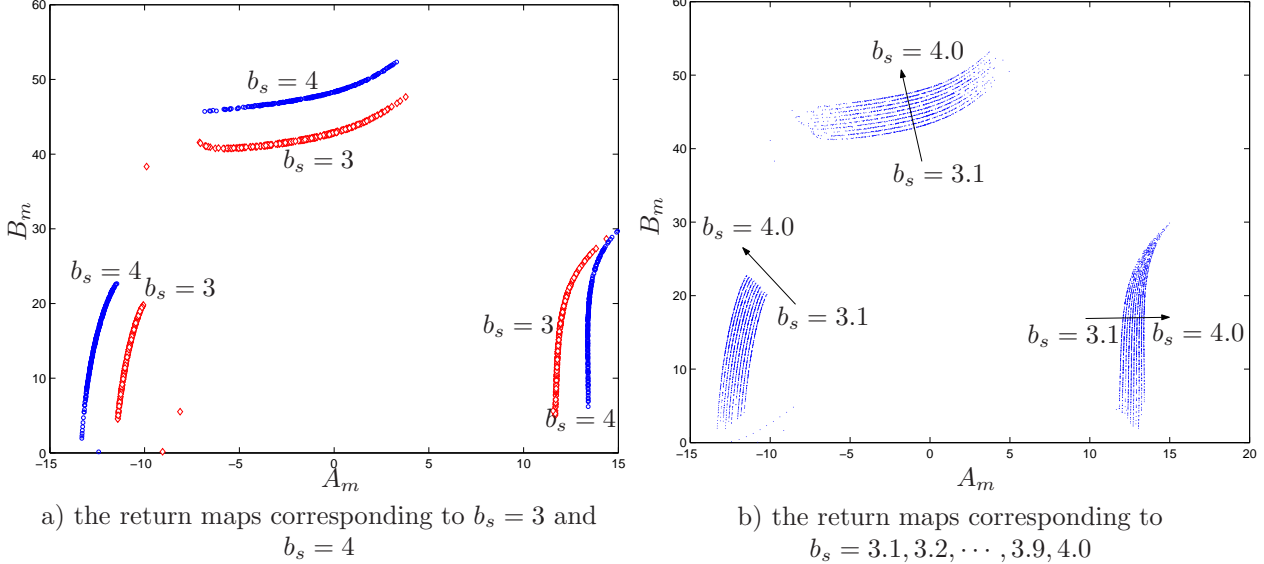 60
50
40
30
20
10
0
−15
−10
−5
0
5
10
15
B_m
A_m
b_s = 4
b_s = 3
b_s = 4
b_s = 3
b_s = 3
b_s = 4
a) the return maps corresponding to b_s = 3 and
b_s = 4
60
50
40
30
20
10
0
−15
−10
−5
0
5
10
15
20
B_m
A_m
b_s = 4.0
b_s = 3.1
b_s = 4.0
b_s = 3.1
b_s = 3.1
b_s = 4.0
b) the return maps corresponding to
b_s = 3.1, 3.2, ⋯ , 3.9, 4.0